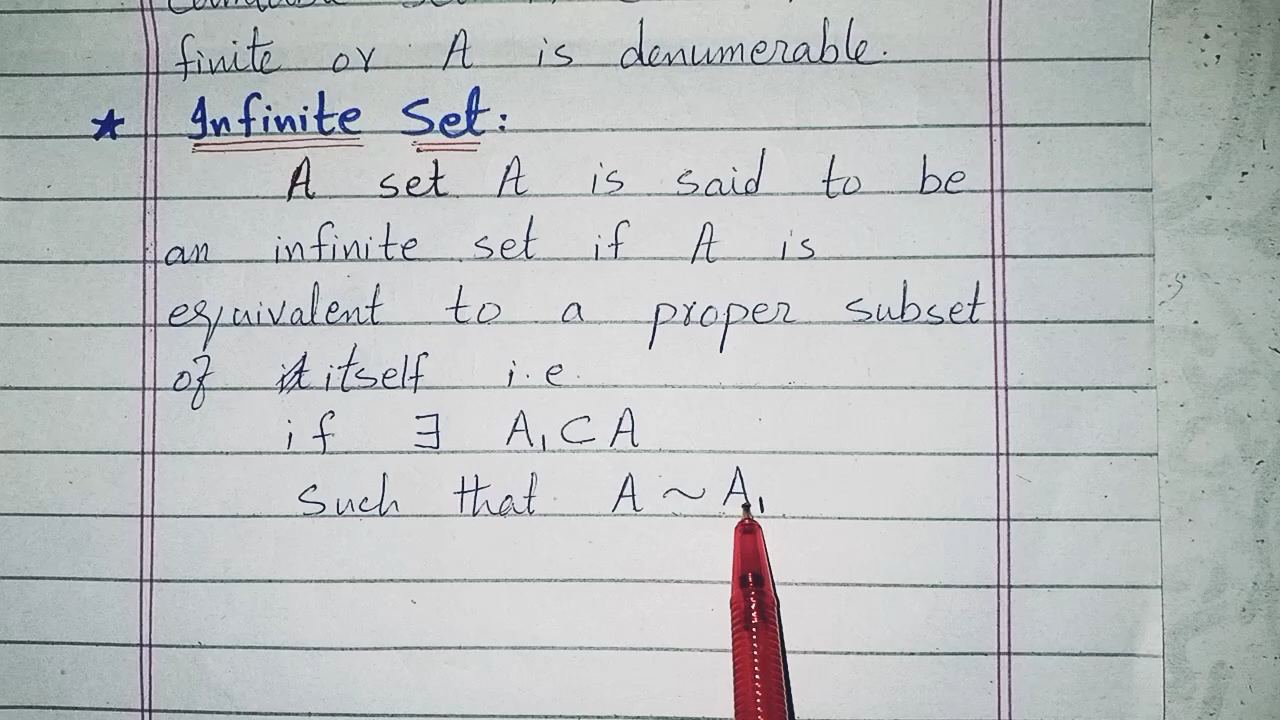 finite or A is denumerable.
* Infinite Set:
A set A is said to be
an infinite set if A is
equivalent to a proper subset
of itself i.e.
if ∃ A₁ ⊂ A
Such that A ~ A₁